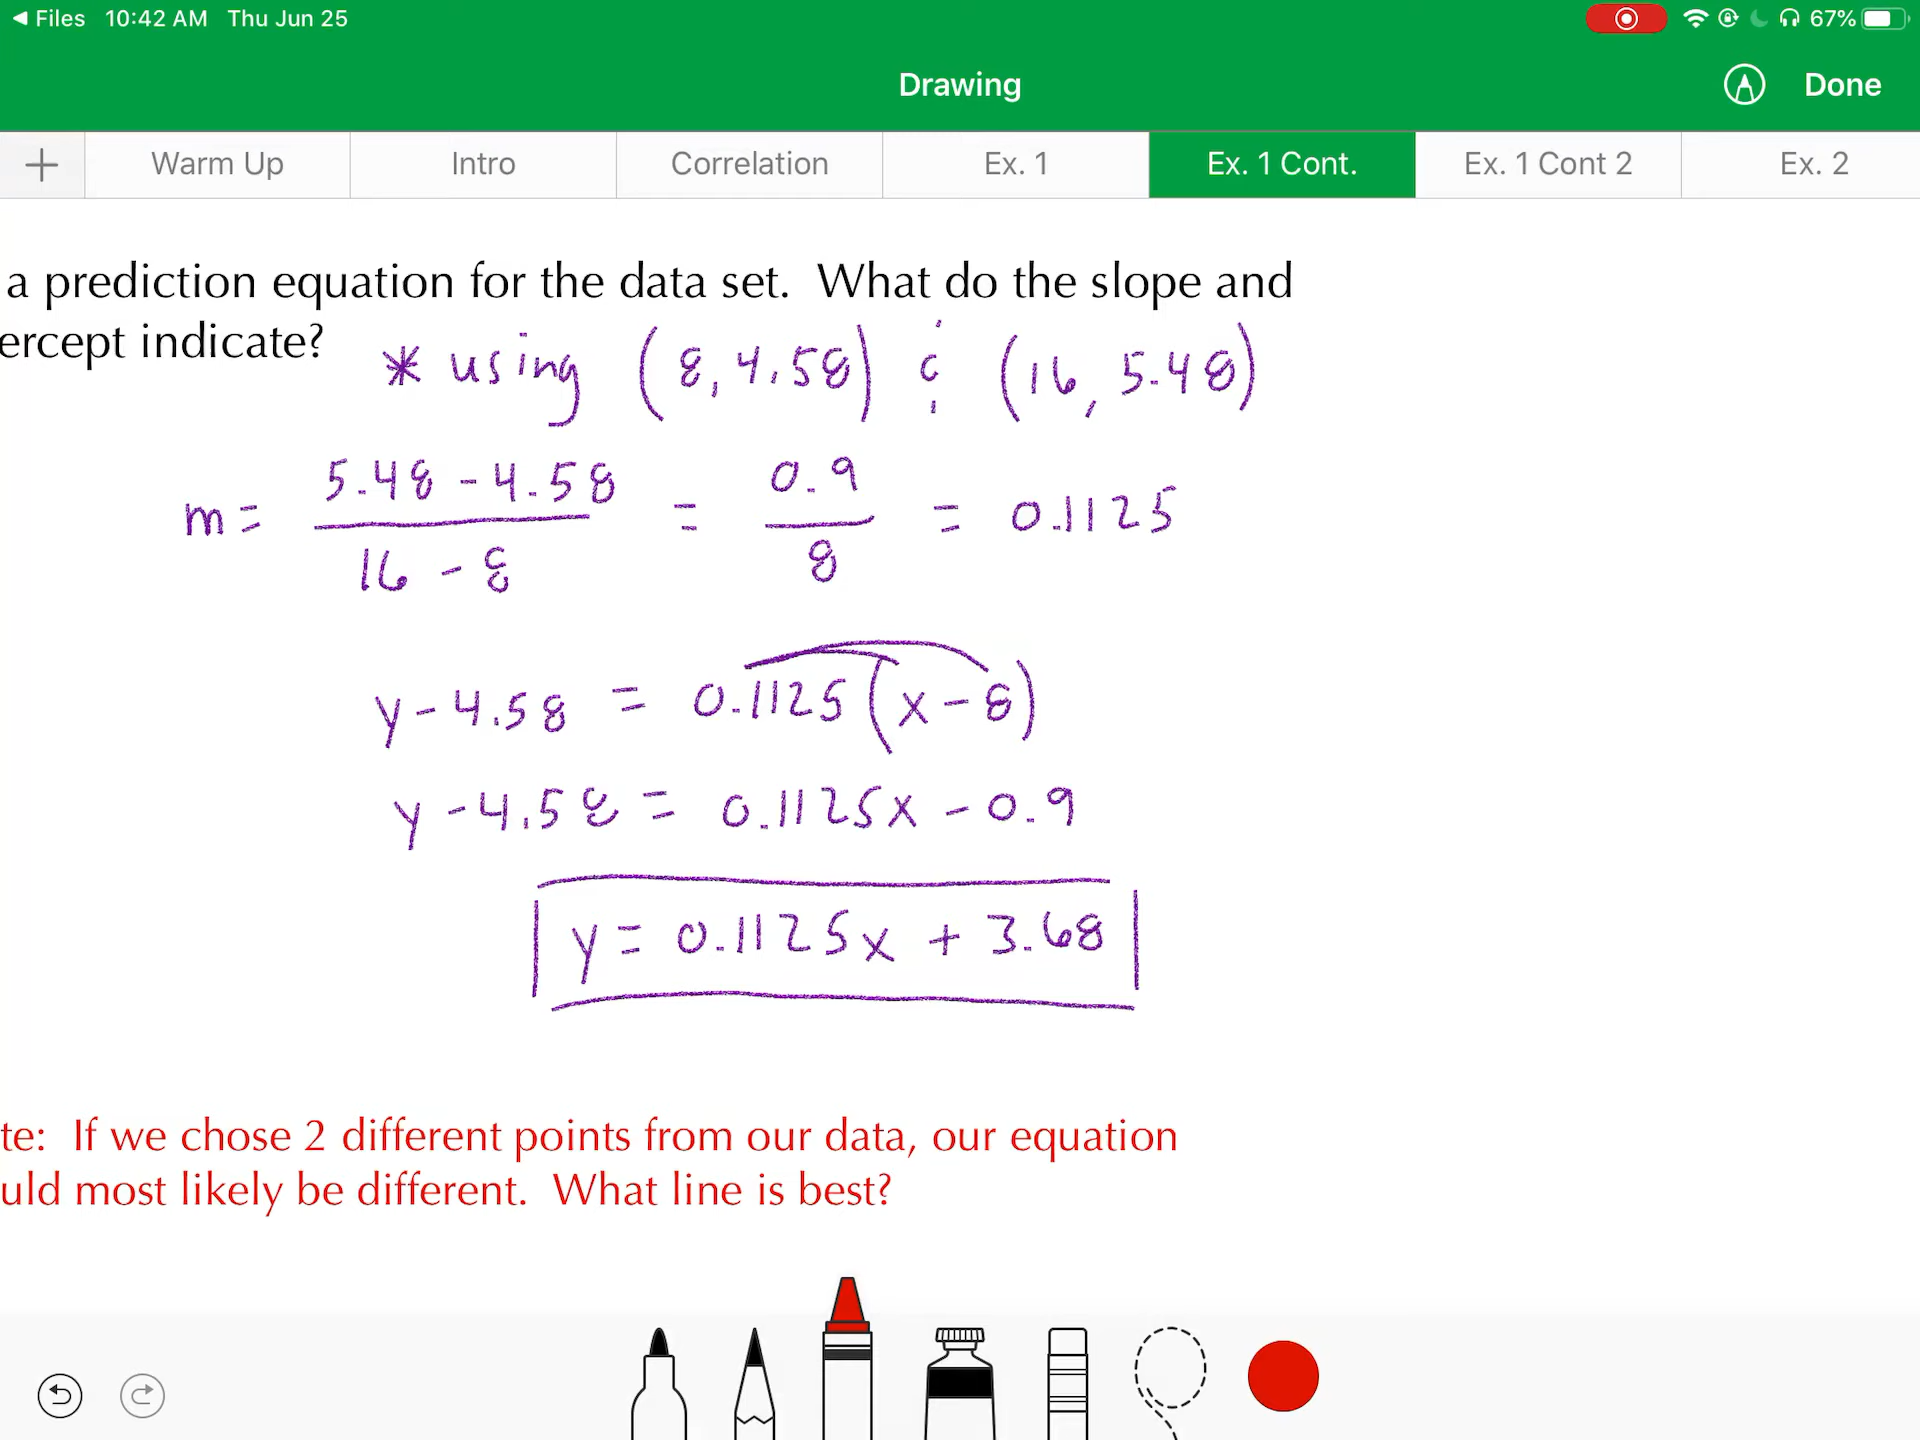 Files 10:42 AM Thu Jun 25 67%
Drawing
Done
Warm Up Intro Correlation Ex. 1 Ex. 1 Cont. Ex. 1 Cont 2 Ex. 2
a prediction equation for the data set. What do the slope and
ercept indicate?
* using (8, 4.58) & (16, 5.48)
m = (5.48 - 4.58)/(16 - 8) = 0.9/8 = 0.1125
y - 4.58 = 0.1125(x - 8)
y - 4.58 = 0.1125x - 0.9
y = 0.1125x + 3.68
te: If we chose 2 different points from our data, our equation
uld most likely be different. What line is best?